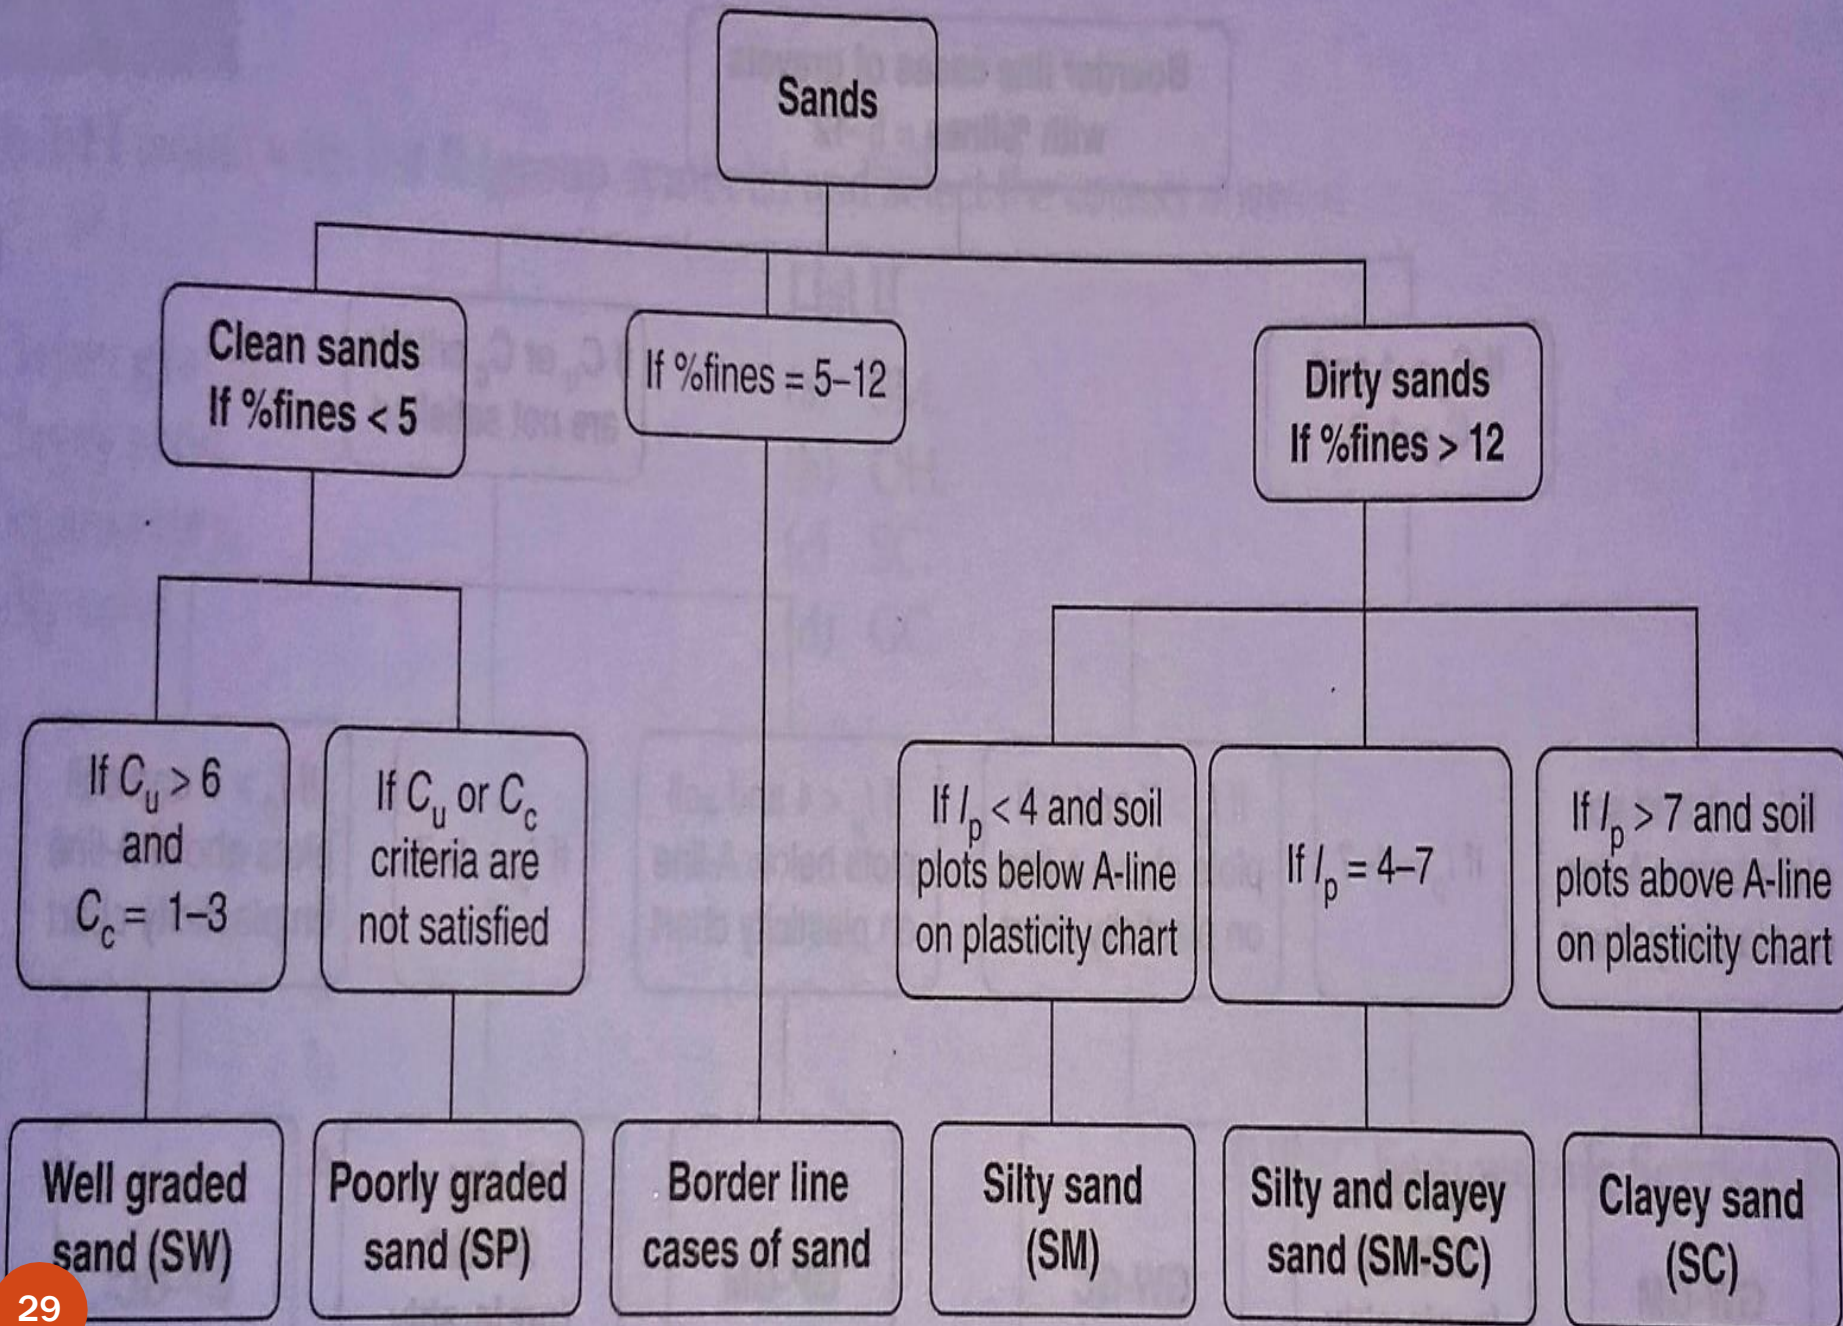 Sands
Clean sands
If %fines < 5
If %fines = 5–12
Dirty sands
If %fines > 12
If Cu > 6
and
Cc = 1–3
If Cu or Cc
criteria are
not satisfied
If Ip < 4 and soil
plots below A-line
on plasticity chart
If Ip = 4–7
If Ip > 7 and soil
plots above A-line
on plasticity chart
Well graded
sand (SW)
Poorly graded
sand (SP)
Border line
cases of sand
Silty sand
(SM)
Silty and clayey
sand (SM-SC)
Clayey sand
(SC)
29